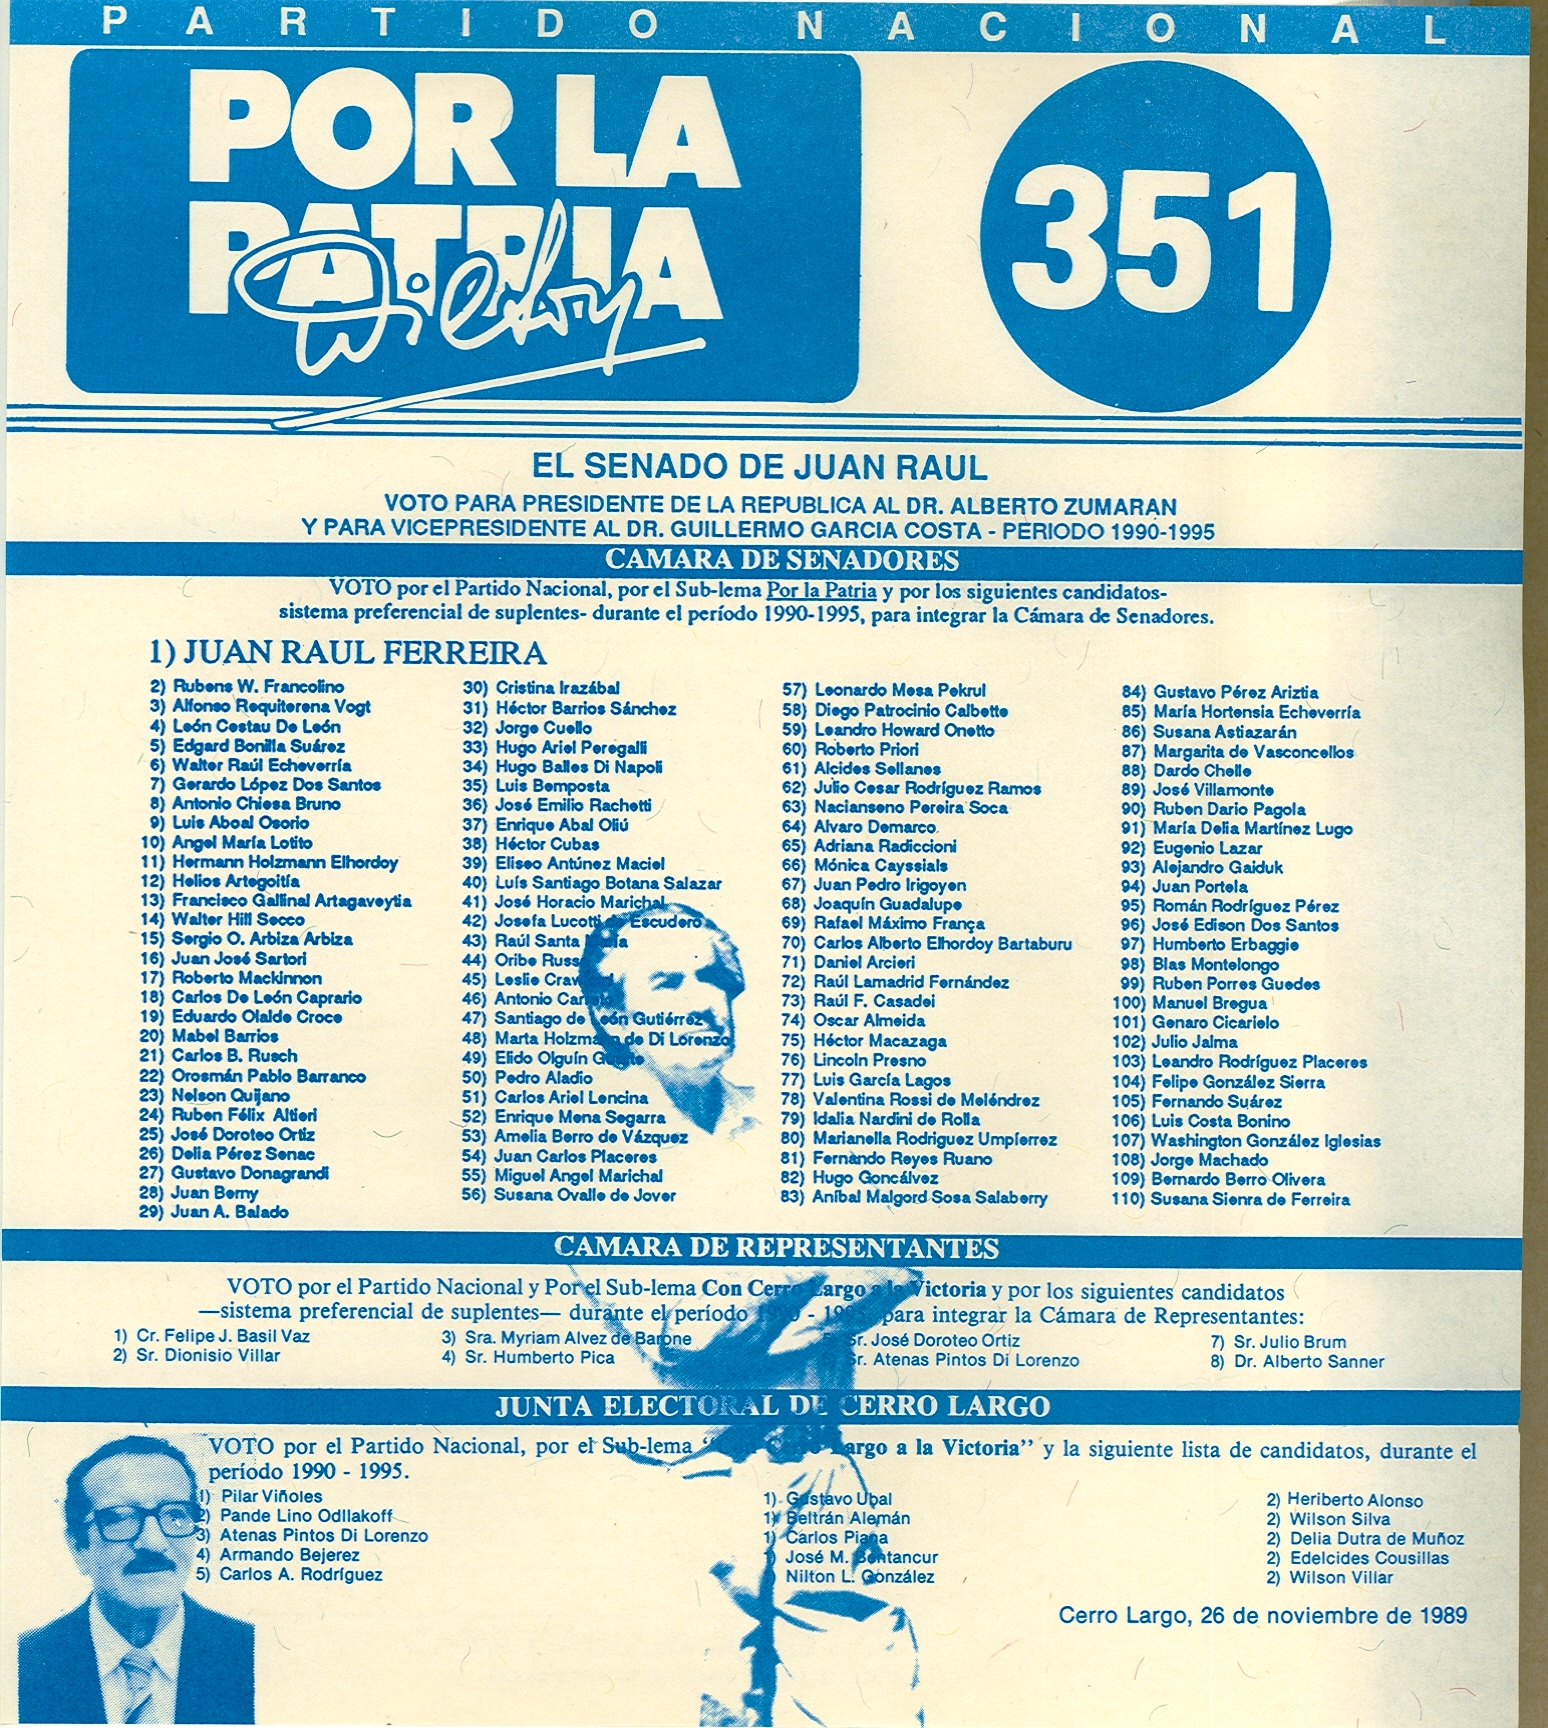 PARTIDO NACIONAL
POR LA
PATRIA
351
EL SENADO DE JUAN RAUL
VOTO PARA PRESIDENTE DE LA REPUBLICA AL DR. ALBERTO ZUMARAN
Y PARA VICEPRESIDENTE AL DR. GUILLERMO GARCIA COSTA - PERIODO 1990-1995
CAMARA DE SENADORES
VOTO por el Partido Nacional, por el Sub-lema Por la Patria y por los siguientes candidatos-
sistema preferencial de suplentes- durante el período 1990-1995, para integrar la Cámara de Senadores.
1) JUAN RAUL FERREIRA
2) Rubens W. Francolino
3) Alfonso Requiterena Vogt
4) León Costau De León
5) Edgard Bonilla Suárez
6) Walter Raúl Echeverría
7) Gerardo López Dos Santos
8) Antonio Chiesa Bruno
9) Luis Aboal Osorio
10) Angel María Lotito
11) Hermann Holzmann Elhordoy
12) Helios Artegoitía
13) Francisco Gallinal Artagaveytia
14) Walter Hill Secco
15) Sergio O. Arbiza Arbiza
16) Juan José Sartori
17) Roberto Mackinnon
18) Carlos De León Caprario
19) Eduardo Olalde Croce
20) Mabel Barrios
21) Carlos B. Rusch
22) Orosmán Pablo Barranco
23) Nelson Quijano
24) Ruben Félix Altieri
25) José Doroteo Ortiz
26) Delia Pérez Senac
27) Gustavo Donagrandi
28) Juan Berny
29) Juan A. Balado
30) Cristina Irazábal
31) Héctor Barrios Sánchez
32) Jorge Cuello
33) Hugo Ariel Peregalli
34) Hugo Balles Di Napoli
35) Luis Bemposta
36) José Emilio Rachetti
37) Enrique Abal Oliú
38) Héctor Cubas
39) Eliseo Antúnez Maciel
40) Luís Santiago Botana Salazar
41) José Horacio Marichal
42) Josefa Lucotti de Escudero
43) Raúl Santa María
44) Oribe
45) Leslie
46) Antonio
47) Santiago de León Gutiérrez
48) Marta Holzmann de Di Lorenzo
49) Elido Olguín
50) Pedro Aladio
51) Carlos Ariel Lencina
52) Enrique Mena Segarra
53) Amelia Berro de Vázquez
54) Juan Carlos Placeres
55) Miguel Angel Marichal
56) Susana Ovalle de Jover
57) Leonardo Mesa Pekrul
58) Diego Patrocinio Calbette
59) Leandro Howard Onetto
60) Roberto Priori
61) Alcides Sellanes
62) Julio Cesar Rodríguez Ramos
63) Nacianseno Pereira Soca
64) Alvaro Demarco
65) Adriana Radiccioni
66) Mónica Cayssials
67) Juan Pedro Irigoyen
68) Joaquín Guadalupe
69) Rafael Máximo França
70) Carlos Alberto Elhordoy Bartaburu
71) Daniel Arcieri
72) Raúl Lamadrid Fernández
73) Raúl F. Casadei
74) Oscar Almeida
75) Héctor Macazaga
76) Lincoln Presno
77) Luis García Lagos
78) Valentina Rossi de Meléndrez
79) Idalia Nardini de Rolla
80) Marianella Rodriguez Umpierrez
81) Fernando Reyes Ruano
82) Hugo Goncálvez
83) Aníbal Malgord Sosa Salaberry
84) Gustavo Pérez Ariztia
85) María Hortensia Echeverría
86) Susana Astiazarán
87) Margarita de Vasconcellos
88) Dardo Chelle
89) José Villamonte
90) Ruben Dario Pagola
91) María Delia Martínez Lugo
92) Eugenio Lazar
93) Alejandro Gaiduk
94) Juan Portela
95) Román Rodríguez Pérez
96) José Edison Dos Santos
97) Humberto Erbaggie
98) Blas Montelongo
99) Ruben Porres Guedes
100) Manuel Bregua
101) Genaro Cicarielo
102) Julio Jalma
103) Leandro Rodríguez Placeres
104) Felipe González Sierra
105) Fernando Suárez
106) Luis Costa Bonino
107) Washington González Iglesias
108) Jorge Machado
109) Bernardo Berro Olivera
110) Susana Sienra de Ferreira
CAMARA DE REPRESENTANTES
VOTO por el Partido Nacional y Por el Sub-lema Con Cerro Largo a la Victoria y por los siguientes candidatos
—sistema preferencial de suplentes— durante el período 1990 - 1995 para integrar la Cámara de Representantes:
1) Cr. Felipe J. Basil Vaz
2) Sr. Dionisio Villar
3) Sra. Myriam Alvez de Barone
4) Sr. Humberto Pica
5) Sr. José Doroteo Ortiz
6) Sr. Atenas Pintos Di Lorenzo
7) Sr. Julio Brum
8) Dr. Alberto Sanner
JUNTA ELECTORAL DE CERRO LARGO
VOTO por el Partido Nacional, por el Sub-lema "Con Cerro Largo a la Victoria" y la siguiente lista de candidatos, durante el
período 1990 - 1995.
1) Pilar Viñoles
2) Pande Lino Odllakoff
3) Atenas Pintos Di Lorenzo
4) Armando Bejerez
5) Carlos A. Rodríguez
1) Gustavo Ubal
1) Beltrán Alemán
1) Carlos Piana
1) José M. Bentancur
Nilton L. González
2) Heriberto Alonso
2) Wilson Silva
2) Delia Dutra de Muñoz
2) Edelcides Cousillas
2) Wilson Villar
Cerro Largo, 26 de noviembre de 1989